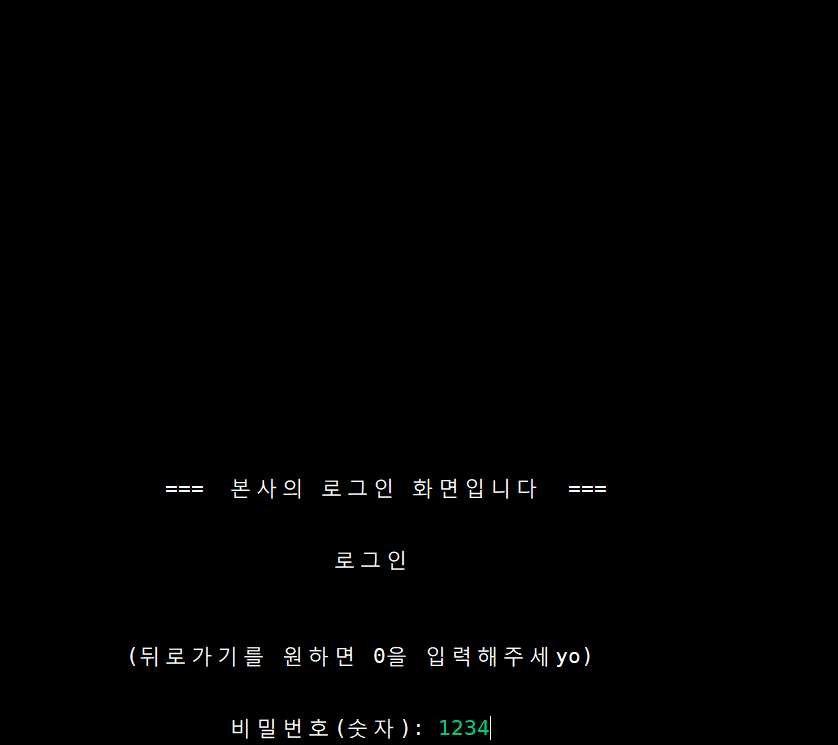 === 본사의 로그인 화면입니다 ===
로그인
(뒤로가기를 원하면 0을 입력해주세yo)
비밀번호(숫자): 1234